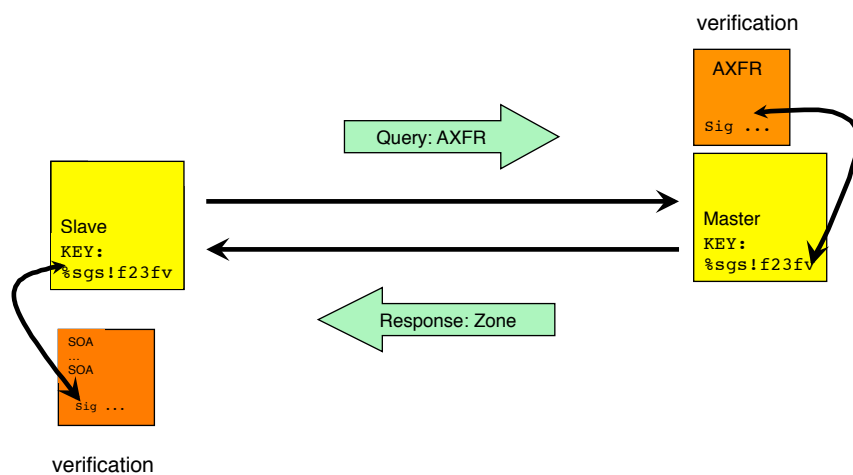 verification
AXFR
Sig ...
Query: AXFR
Slave
KEY:
%sgs!f23fv
Master
KEY:
%sgs!f23fv
Response: Zone
SOA
...
SOA
Sig ...
verification